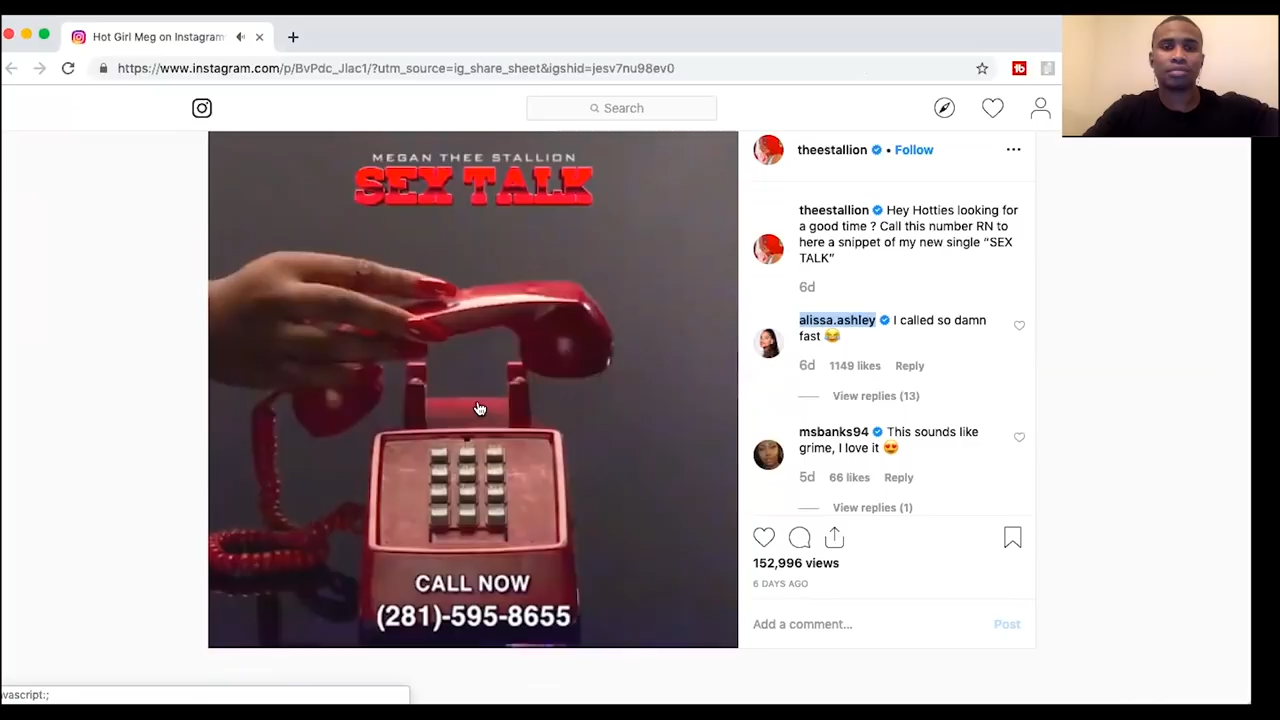 Hot Girl Meg on Instagram
https://www.instagram.com/p/BvPdc_Jlac1/?utm_source=ig_share_sheet&igshid=jesv7nu98ev0
Search
MEGAN THEE STALLION
SEX TALK
CALL NOW
(281)-595-8655
theestallion • Follow
theestallion Hey Hotties looking for
a good time ? Call this number RN to
here a snippet of my new single “SEX
TALK”
6d
alissa.ashley I called so damn
fast 😂
6d 1149 likes Reply
View replies (13)
msbanks94 This sounds like
grime, I love it 😍
5d 66 likes Reply
View replies (1)
152,996 views
6 DAYS AGO
Add a comment... Post
avascript:;